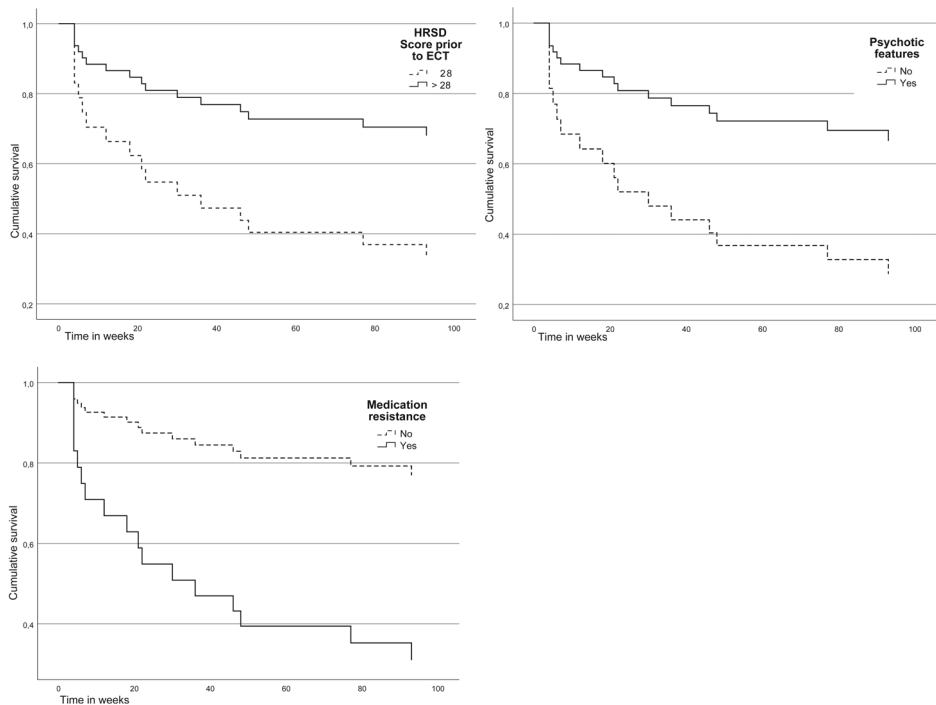 HRSD
Score prior
to ECT
28
> 28
1,0
0,8
0,6
0,4
0,2
Cumulative survival
0
20
40
60
80
100
Time in weeks
Psychotic
features
No
Yes
1,0
0,8
0,6
0,4
0,2
Cumulative survival
0
20
40
60
80
100
Time in weeks
Medication
resistance
No
Yes
1,0
0,8
0,6
0,4
Cumulative survival
0
20
40
60
80
100
Time in weeks